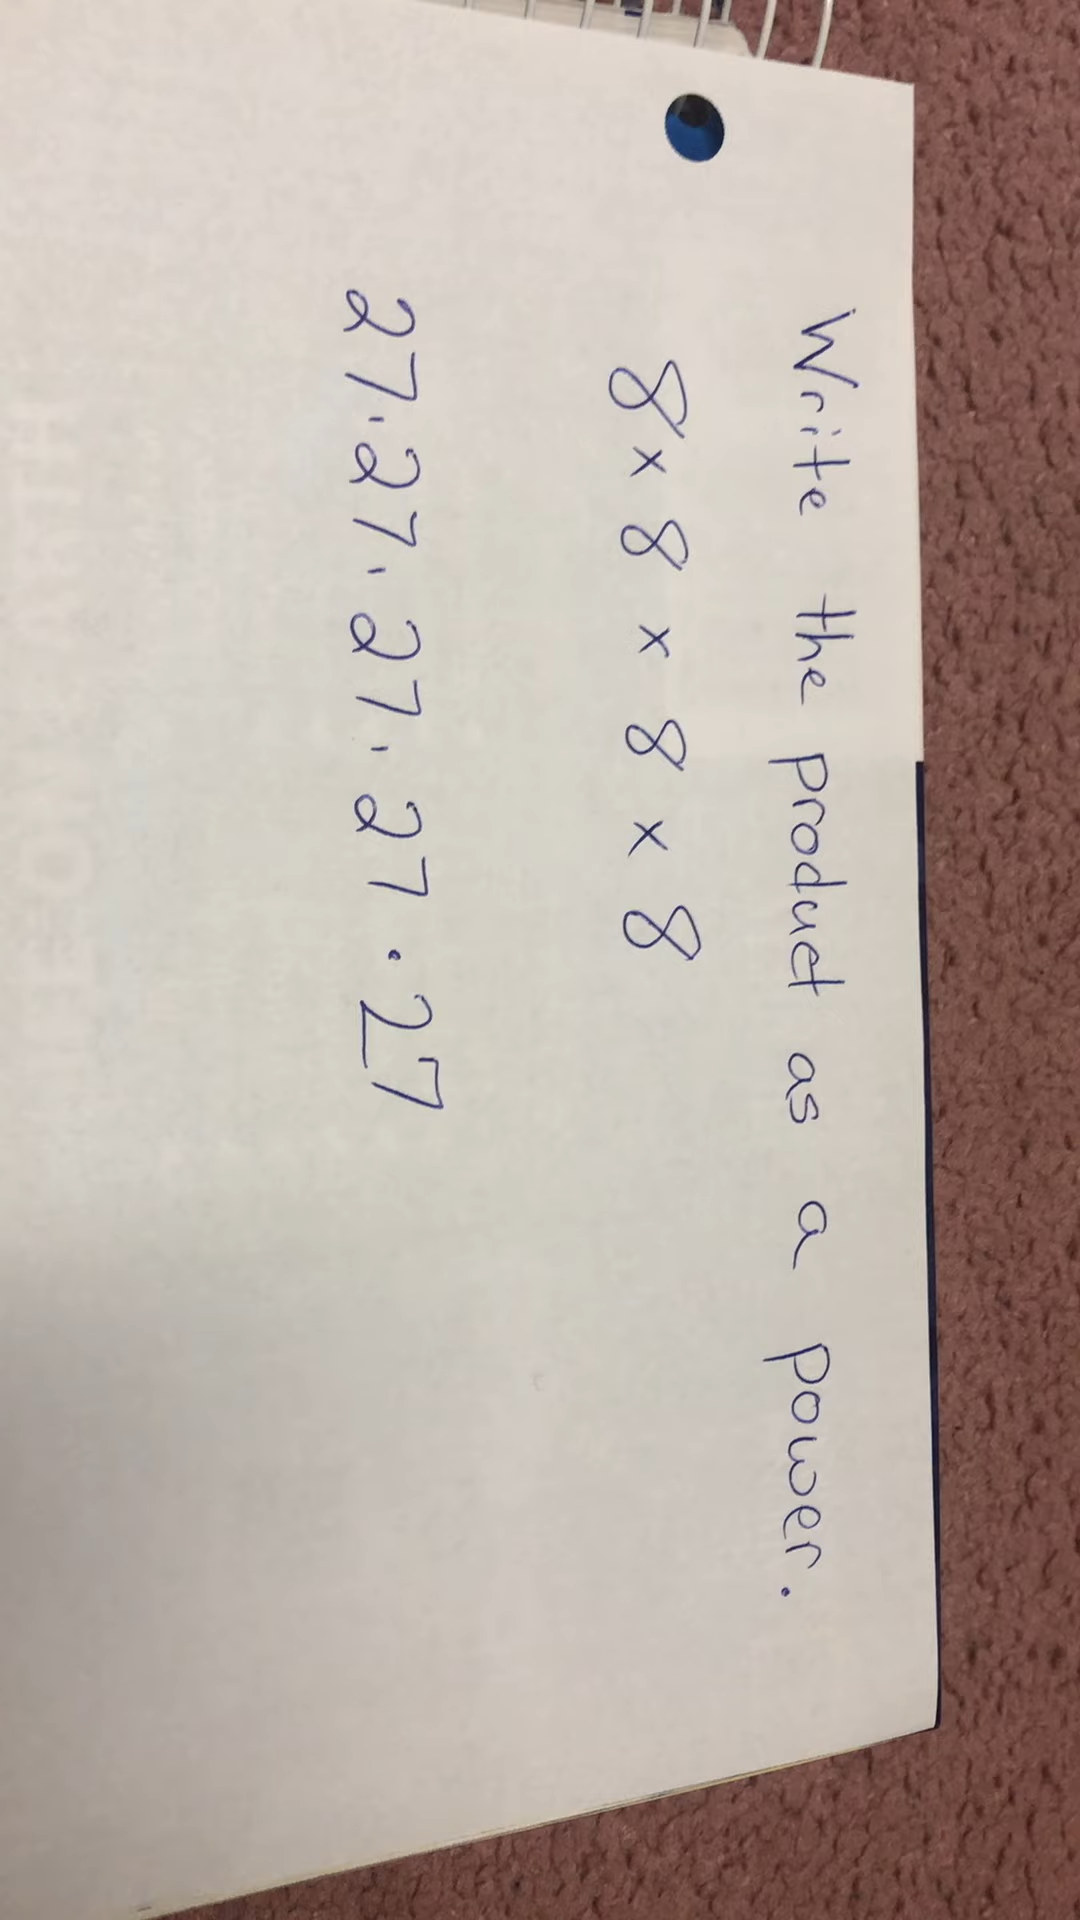 Write the product as a power.
8 × 8 × 8 × 8
27.27.27.27.27